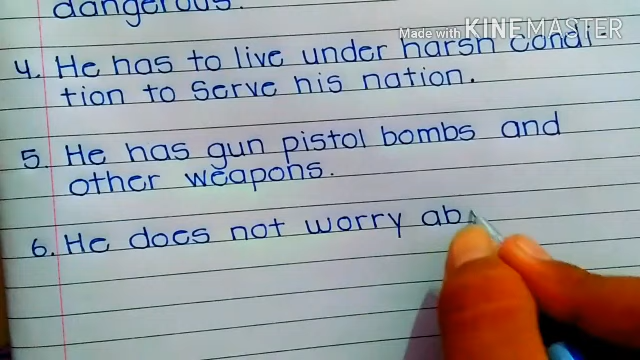 dangerous.
Made with KINEMASTER
4. He has to live under harsh condi
tion to serve his nation.
5. He has gun pistol bombs and
other weapons.
6. He does not worry ab